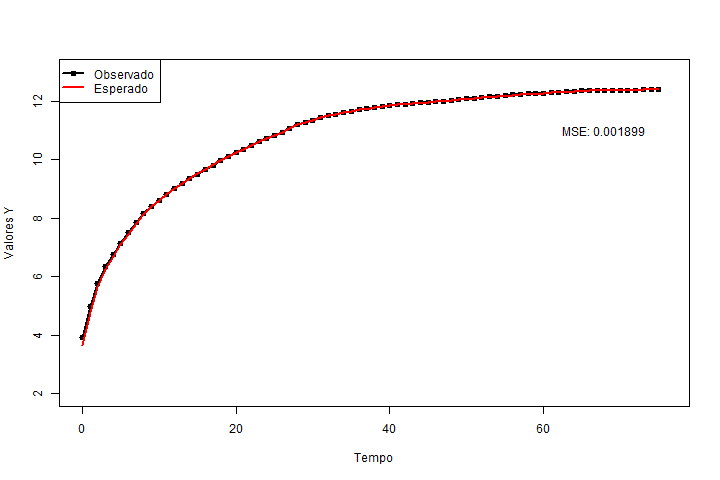 Observado
Esperado
MSE: 0.001899
Valores Y
12
10
8
6
4
2
0 20 40 60
Tempo